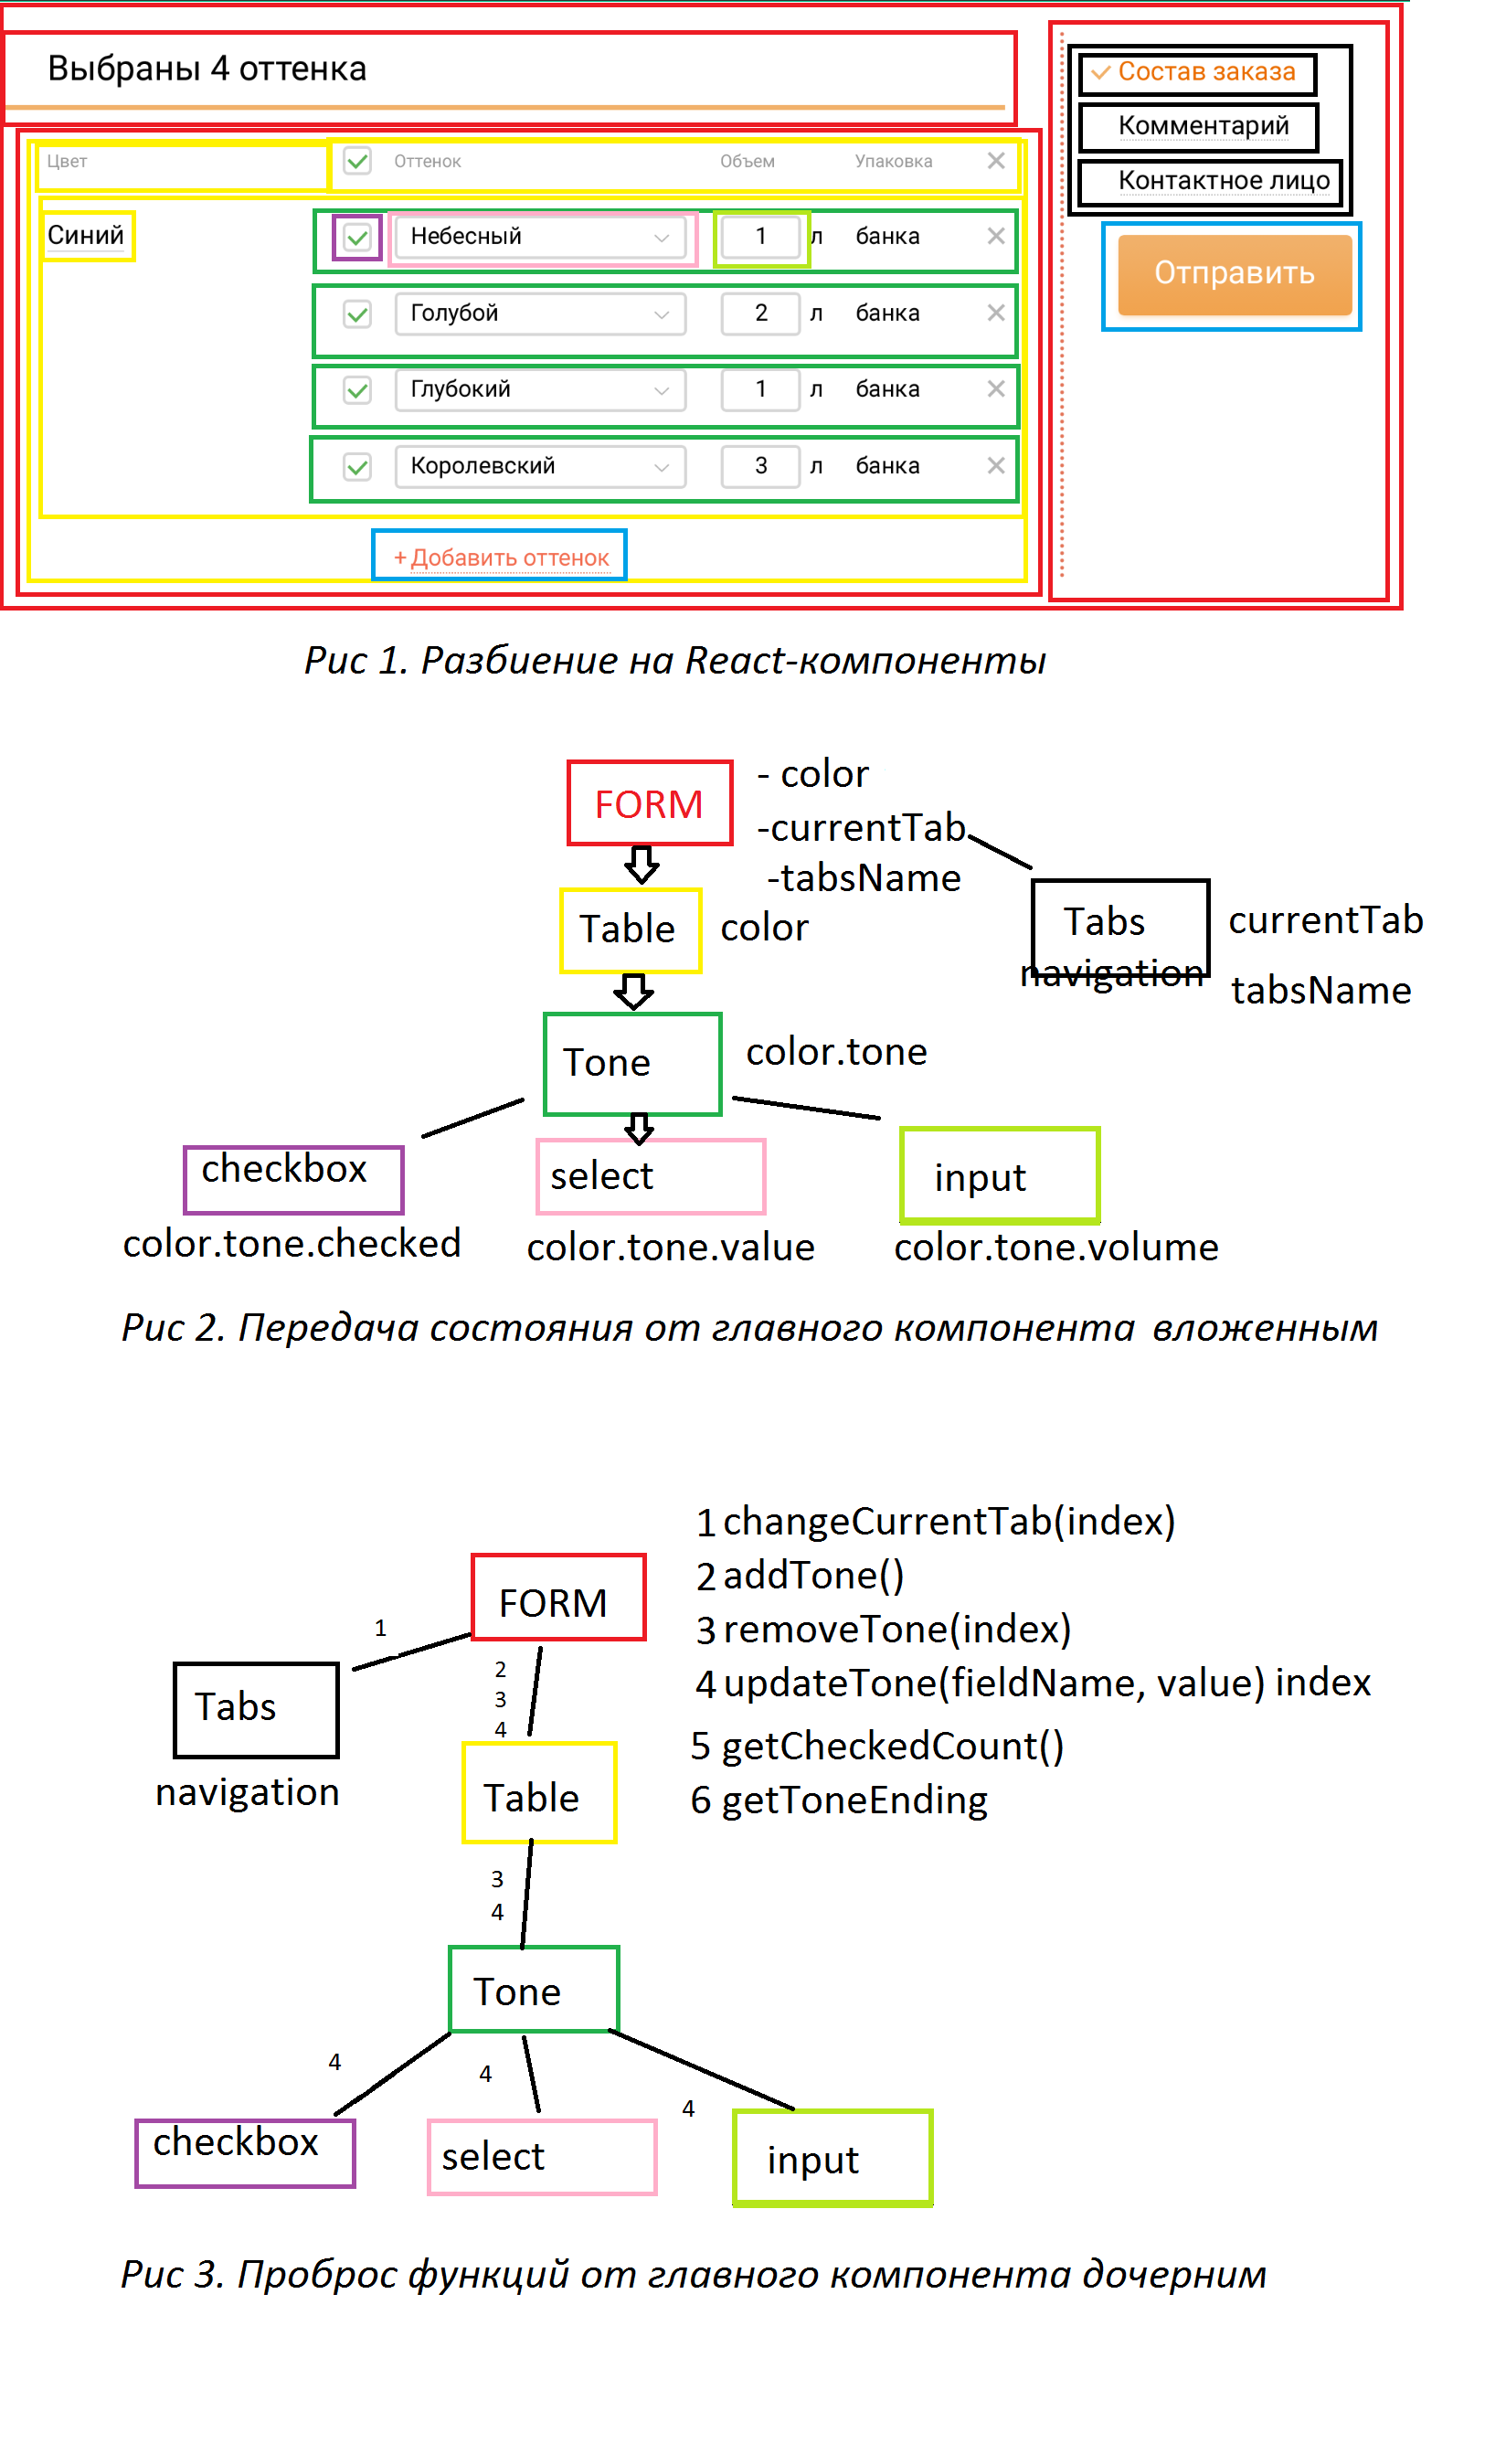 Выбраны 4 оттенка
Состав заказа
Комментарий
Контактное лицо
Отправить
Цвет Оттенок Объем Упаковка
Синий Небесный 1 л банка
Голубой 2 л банка
Глубокий 1 л банка
Королевский 3 л банка
+ Добавить оттенок
Рис 1. Разбиение на React-компоненты
FORM
- color
-currentTab
-tabsName
Table color
Tabs
navigation
currentTab
tabsName
Tone color.tone
checkbox select input
color.tone.checked color.tone.value color.tone.volume
Рис 2. Передача состояния от главного компонента вложенным
1 changeCurrentTab(index)
2 addTone()
3 removeTone(index)
4 updateTone(fieldName, value) index
5 getCheckedCount()
6 getToneEnding
FORM
1
2
3
4
Tabs
navigation
Table
3
4
Tone
4 4 4
checkbox select input
Рис 3. Проброс функций от главного компонента дочерним